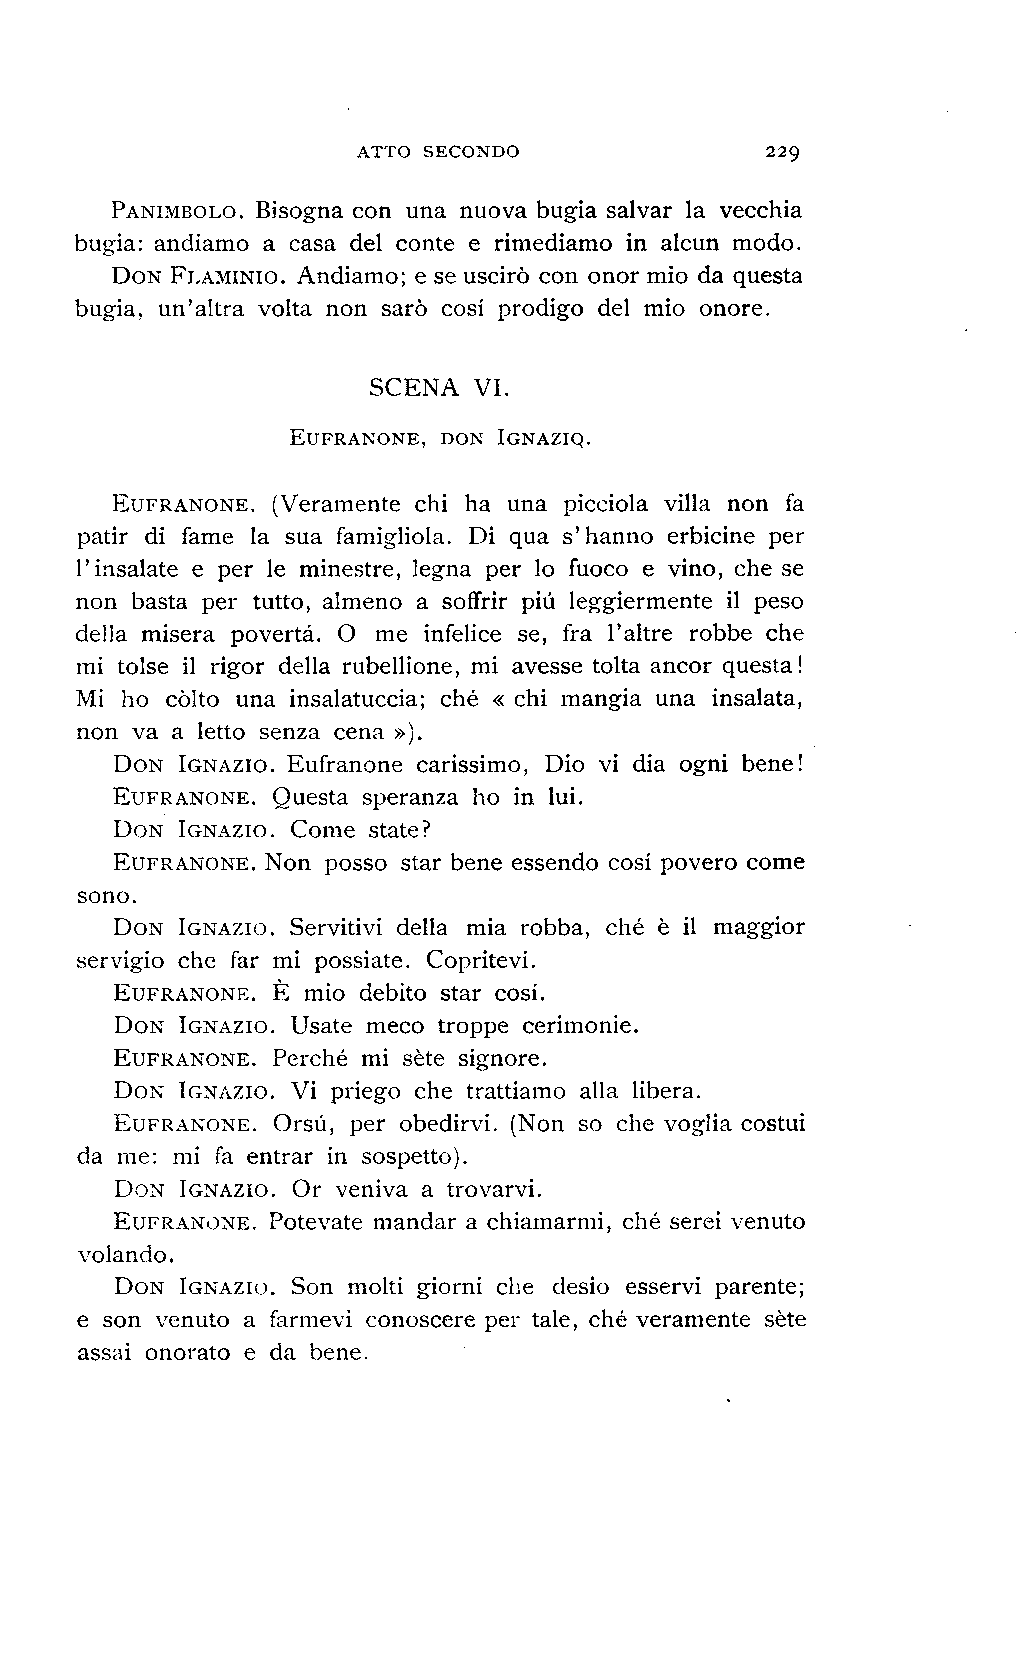 ATTO SECONDO 229
PANIMBOLO. Bisogna con una nuova bugia salvar la vecchia
bugia: andiamo a casa del conte e rimediamo in alcun modo.
DON FLAMINIO. Andiamo; e se uscirò con onor mio da questa
bugia, un'altra volta non sarò cosí prodigo del mio onore.
SCENA VI.
EUFRANONE, DON IGNAZIO.
EUFRANONE. (Veramente chi ha una picciola villa non fa
patir di fame la sua famigliola. Di qua s'hanno erbicine per
l'insalate e per le minestre, legna per lo fuoco e vino, che se
non basta per tutto, almeno a soffrir piú leggiermente il peso
della misera povertá. O me infelice se, fra l'altre robbe che
mi tolse il rigor della rubellione, mi avesse tolta ancor questa!
Mi ho còlto una insalatuccia; ché « chi mangia una insalata,
non va a letto senza cena »).
DON IGNAZIO. Eufranone carissimo, Dio vi dia ogni bene!
EUFRANONE. Questa speranza ho in lui.
DON IGNAZIO. Come state?
EUFRANONE. Non posso star bene essendo cosí povero come
sono.
DON IGNAZIO. Servitivi della mia robba, ché è il maggior
servigio che far mi possiate. Copritevi.
EUFRANONE. È mio debito star cosí.
DON IGNAZIO. Usate meco troppe cerimonie.
EUFRANONE. Perché mi sète signore.
DON IGNAZIO. Vi priego che trattiamo alla libera.
EUFRANONE. Orsú, per obedirvi. (Non so che voglia costui
da me: mi fa entrar in sospetto).
DON IGNAZIO. Or veniva a trovarvi.
EUFRANONE. Potevate mandar a chiamarmi, ché serei venuto
volando.
DON IGNAZIO. Son molti giorni che desio esservi parente;
e son venuto a farmevi conoscere per tale, ché veramente sète
assai onorato e da bene.